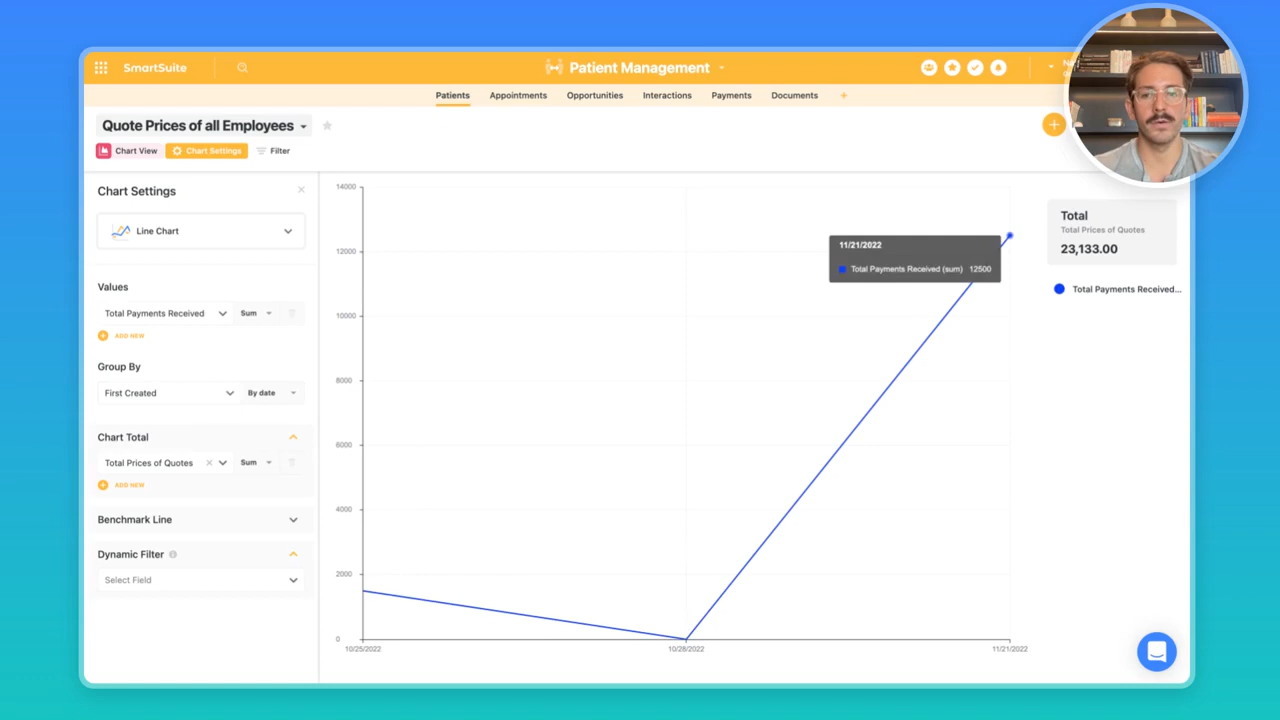 SmartSuite
Patient Management
Patients Appointments Opportunities Interactions Payments Documents
Quote Prices of all Employees
Chart View Chart Settings Filter
Chart Settings
Line Chart
Values
Total Payments Received Sum
ADD NEW
Group By
First Created By date
Chart Total
Total Prices of Quotes Sum
ADD NEW
Benchmark Line
Dynamic Filter
Select Field
14000
12000
10000
8000
6000
4000
2000
0
10/25/2022 10/28/2022 11/21/2022
11/21/2022
Total Payments Received (sum) 12500
Total
Total Prices of Quotes
23,133.00
Total Payments Received...